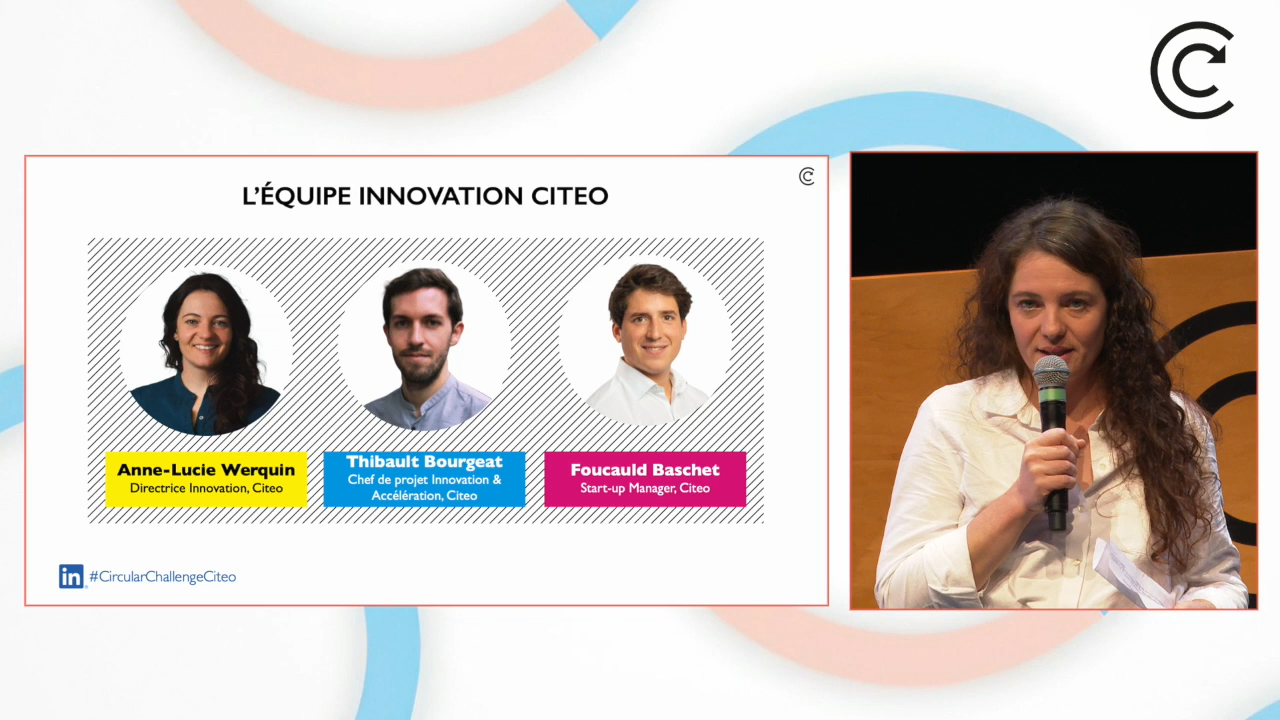 L'ÉQUIPE INNOVATION CITEO
Anne-Lucie Werquin
Directrice Innovation, Citeo
Thibault Bourgeat
Chef de projet Innovation &
Accélération, Citeo
Foucauld Baschet
Start-up Manager, Citeo
in
#CircularChallengeCiteo